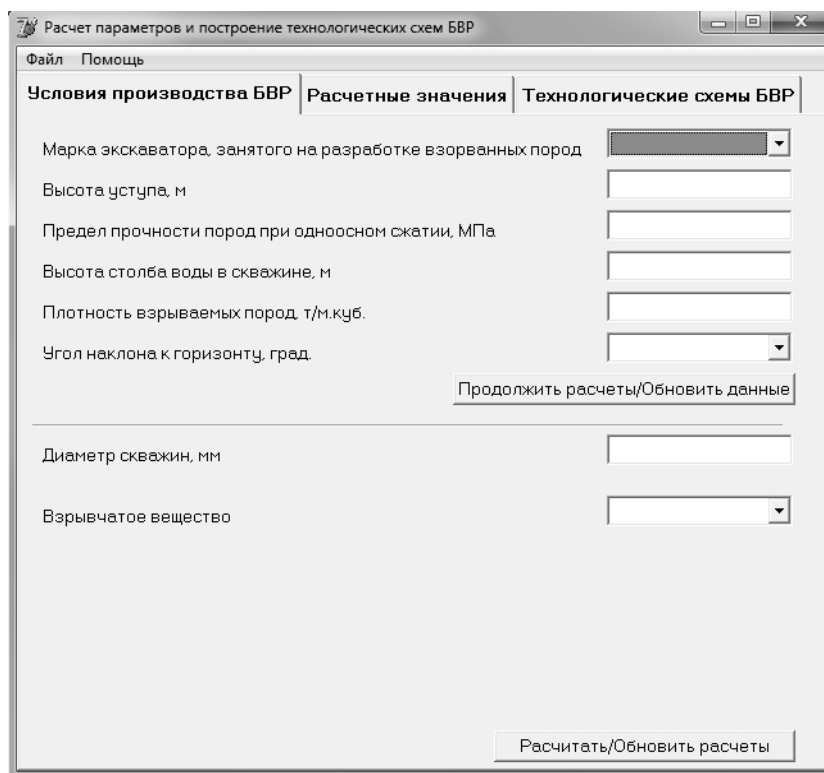 Расчет параметров и построение технологических схем БВР
Файл Помощь
Условия производства БВР Расчетные значения Технологические схемы БВР
Марка экскаватора, занятого на разработке взорванных пород
Высота уступа, м
Предел прочности пород при одноосном сжатии, МПа
Высота столба воды в скважине, м
Плотность взрываемых пород, т/м.куб.
Угол наклона к горизонту, град.
Продолжить расчеты/Обновить данные
Диаметр скважин, мм
Взрывчатое вещество
Расчитать/Обновить расчеты